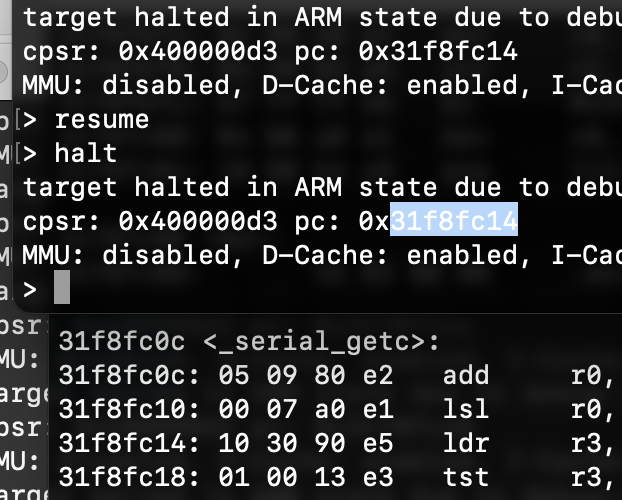 target halted in ARM state due to debu
cpsr: 0x400000d3 pc: 0x31f8fc14
MMU: disabled, D-Cache: enabled, I-Ca
[> resume
[> halt
target halted in ARM state due to debu
cpsr: 0x400000d3 pc: 0x31f8fc14
MMU: disabled, D-Cache: enabled, I-Ca
>
31f8fc0c <_serial_getc>:
31f8fc0c: 05 09 80 e2 add r0,
31f8fc10: 00 07 a0 e1 lsl r0,
31f8fc14: 10 30 90 e5 ldr r3,
31f8fc18: 01 00 13 e3 tst r3,